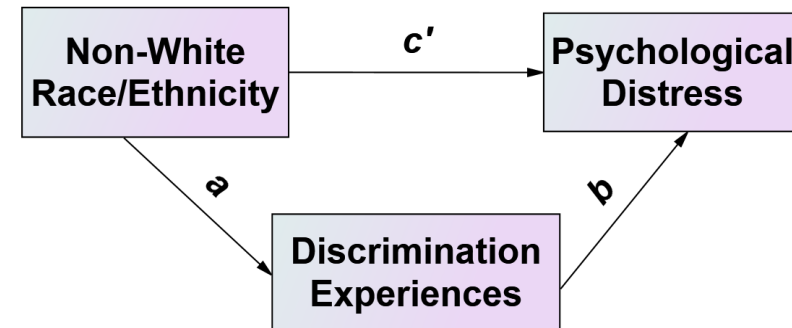 Non-White
Race/Ethnicity
c'
Psychological
Distress
a
b
Discrimination
Experiences